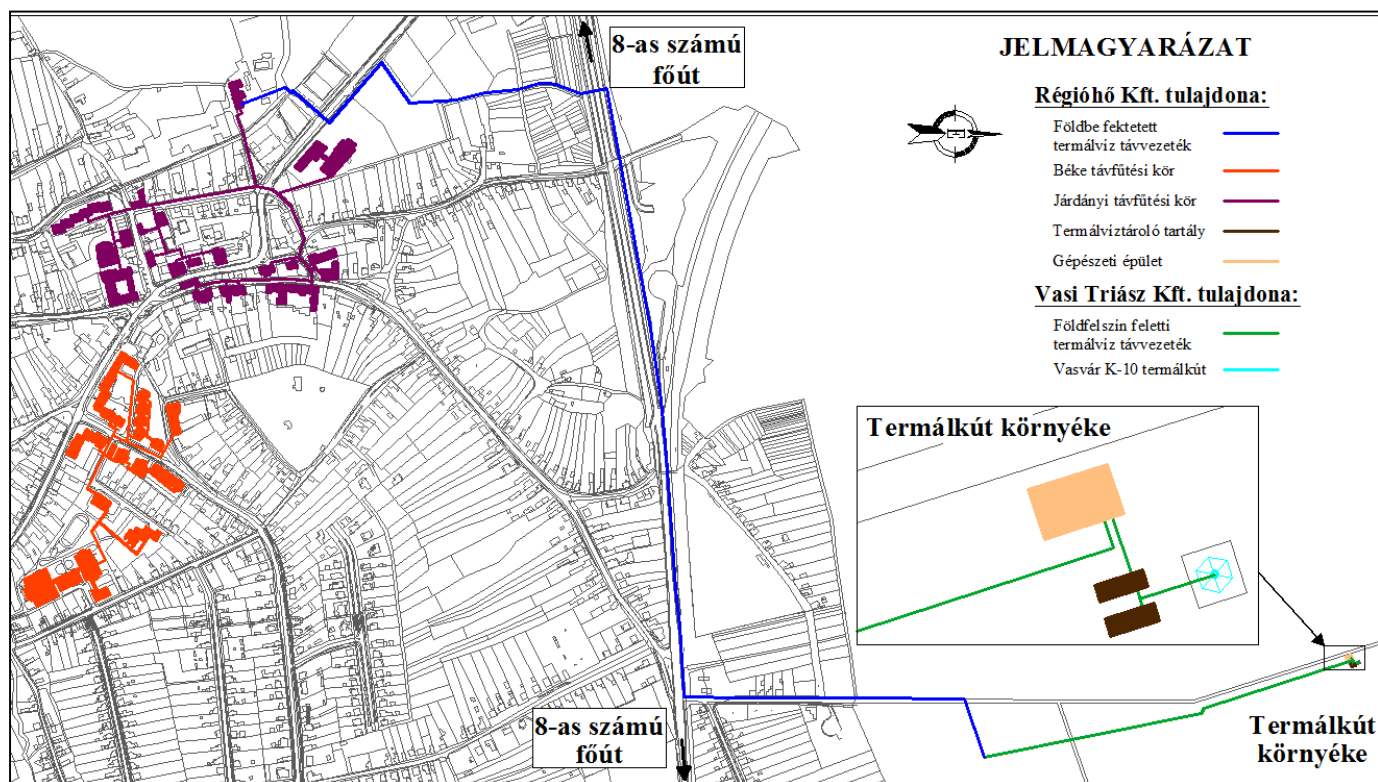 8-as számú
főút
JELMAGYARÁZAT
Régióhő Kft. tulajdona:
Földbe fektetett
termálvíz távvezeték
Béke távfűtési kör
Járdányi távfűtési kör
Termálvíztároló tartály
Gépészeti épület
Vasi Triász Kft. tulajdona:
Földfelszín feletti
termálvíz távvezeték
Vasvár K-10 termálkút
Termálkút környéke
8-as számú
főút
Termálkút
környéke